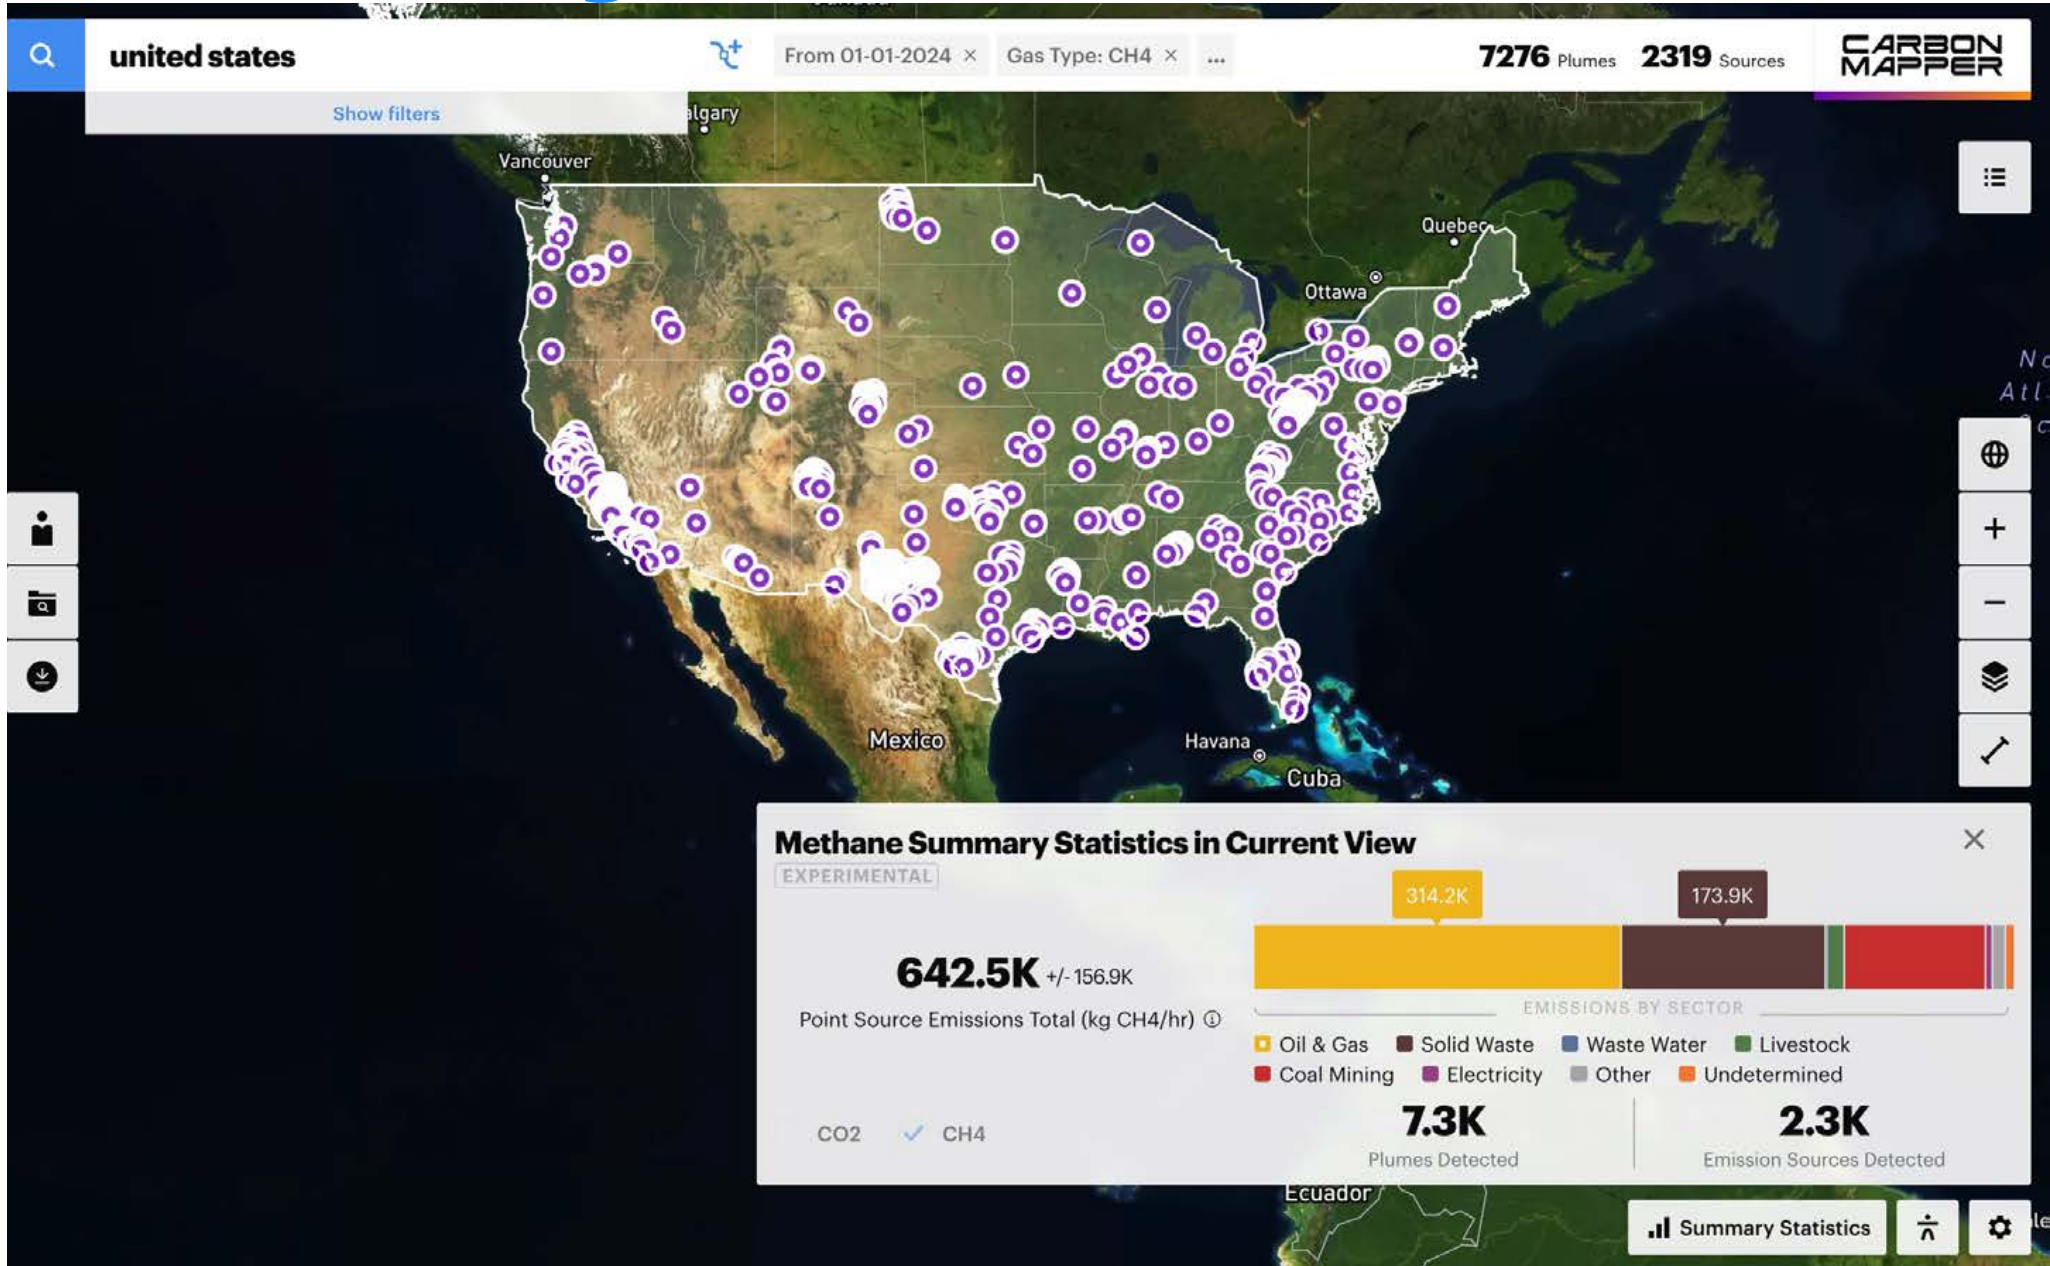 united states
From 01-01-2024 ×
Gas Type: CH4 ×
...
7276 Plumes 2319 Sources
CARBON
MAPPER
Show filters
algary
Vancouver
Quebec
Ottawa
Mexico
Havana
Cuba
Methane Summary Statistics in Current View
EXPERIMENTAL
314.2K
173.9K
642.5K +/- 156.9K
Point Source Emissions Total (kg CH4/hr)
EMISSIONS BY SECTOR
Oil & Gas Solid Waste Waste Water Livestock
Coal Mining Electricity Other Undetermined
CO2 CH4
7.3K
Plumes Detected
2.3K
Emission Sources Detected
Ecuador
Summary Statistics